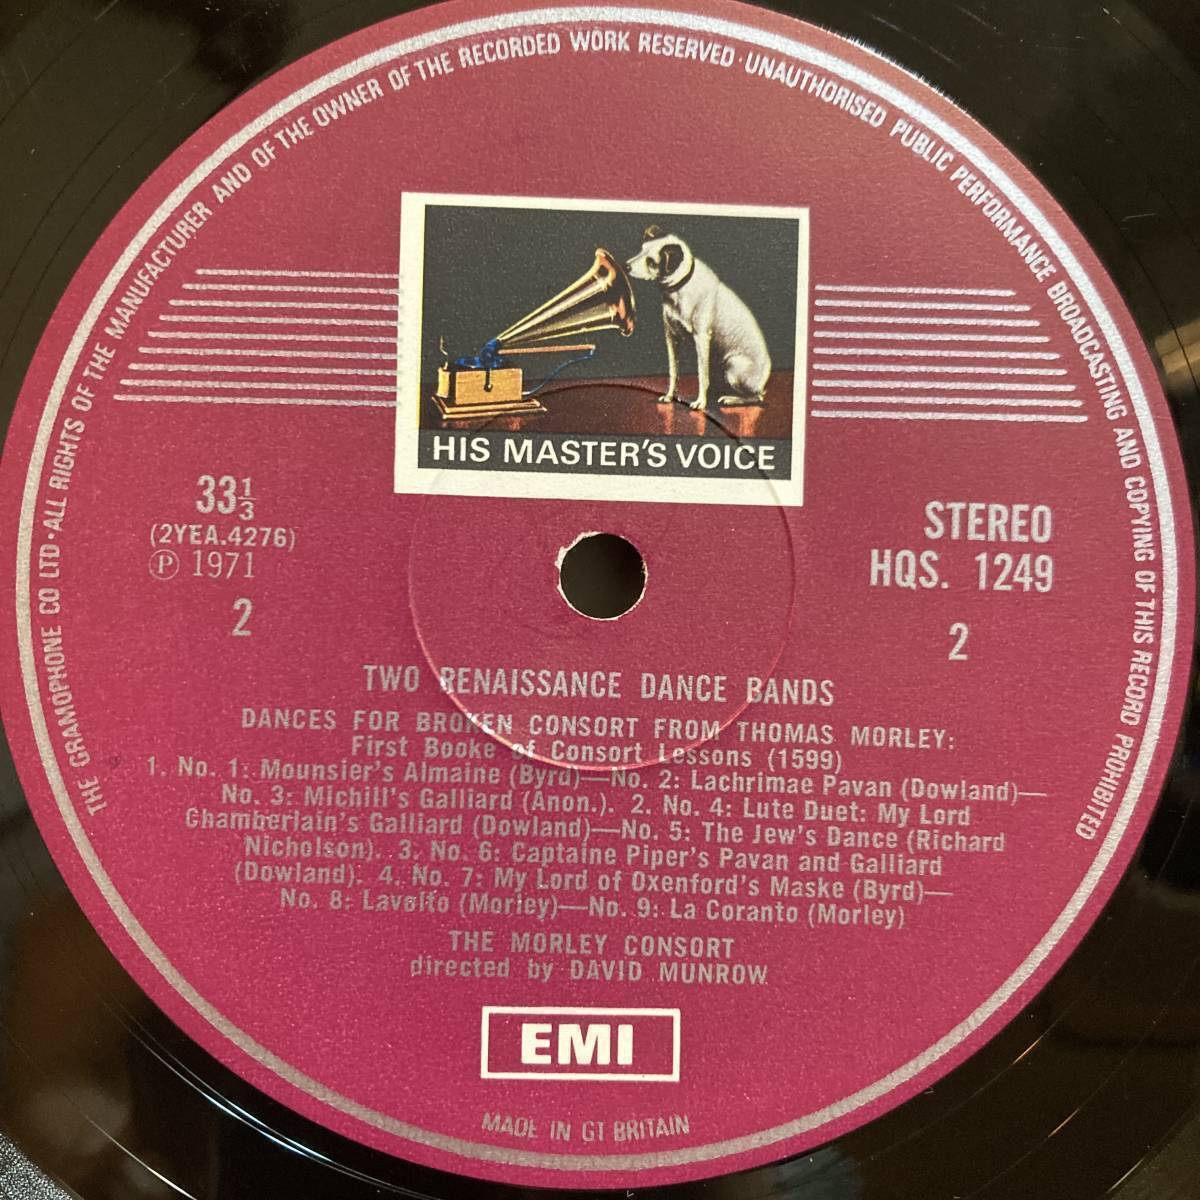 THE GRAMOPHONE CO LTD · ALL RIGHTS OF THE MANUFACTURER AND OF THE OWNER OF THE RECORDED WORK RESERVED · UNAUTHORISED PUBLIC PERFORMANCE BROADCASTING AND COPYING OF THIS RECORD PROHIBITED
HIS MASTER'S VOICE
33⅓
(2YEA.4276)
Ⓟ 1971
2
STEREO
HQS. 1249
2
TWO RENAISSANCE DANCE BANDS
DANCES FOR BROKEN CONSORT FROM THOMAS MORLEY:
First Booke of Consort Lessons (1599)
1. No. 1: Mounsier's Almaine (Byrd)—No. 2: Lachrimae Pavan (Dowland)—
No. 3: Michill's Galliard (Anon.). 2. No. 4: Lute Duet: My Lord
Chamberlain's Galliard (Dowland)—No. 5: The Jew's Dance (Richard
Nicholson). 3. No. 6: Captaine Piper's Pavan and Galliard
(Dowland). 4. No. 7: My Lord of Oxenford's Maske (Byrd)—
No. 8: Lavolto (Morley)—No. 9: La Coranto (Morley)
THE MORLEY CONSORT
directed by DAVID MUNROW
EMI
MADE IN GT BRITAIN